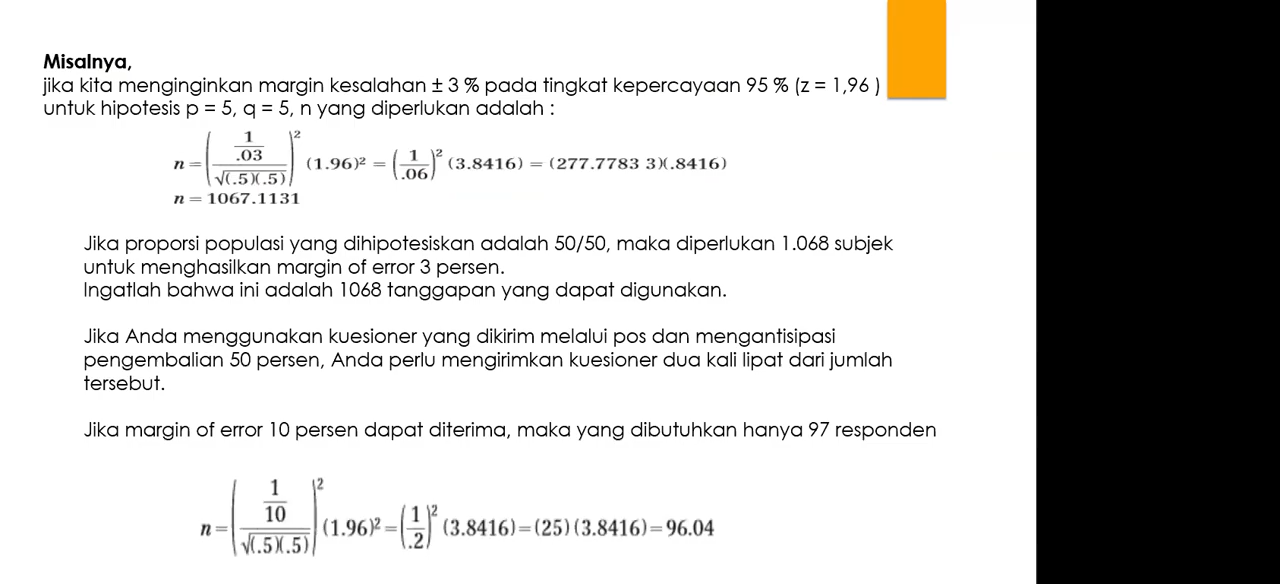 Misalnya,
jika kita menginginkan margin kesalahan ± 3 % pada tingkat kepercayaan 95 % (z = 1,96 )
untuk hipotesis p = 5, q = 5, n yang diperlukan adalah :
n = ( (1/.03) / √(.5)(.5) )² (1.96)² = (1/.06)² (3.8416) = (277.7783 3)(.8416)
n = 1067.1131
Jika proporsi populasi yang dihipotesiskan adalah 50/50, maka diperlukan 1.068 subjek
untuk menghasilkan margin of error 3 persen.
Ingatlah bahwa ini adalah 1068 tanggapan yang dapat digunakan.
Jika Anda menggunakan kuesioner yang dikirim melalui pos dan mengantisipasi
pengembalian 50 persen, Anda perlu mengirimkan kuesioner dua kali lipat dari jumlah
tersebut.
Jika margin of error 10 persen dapat diterima, maka yang dibutuhkan hanya 97 responden
n = ( (1/10) / √(.5)(.5) )² (1.96)² = (1/.2)² (3.8416) = (25) (3.8416) = 96.04